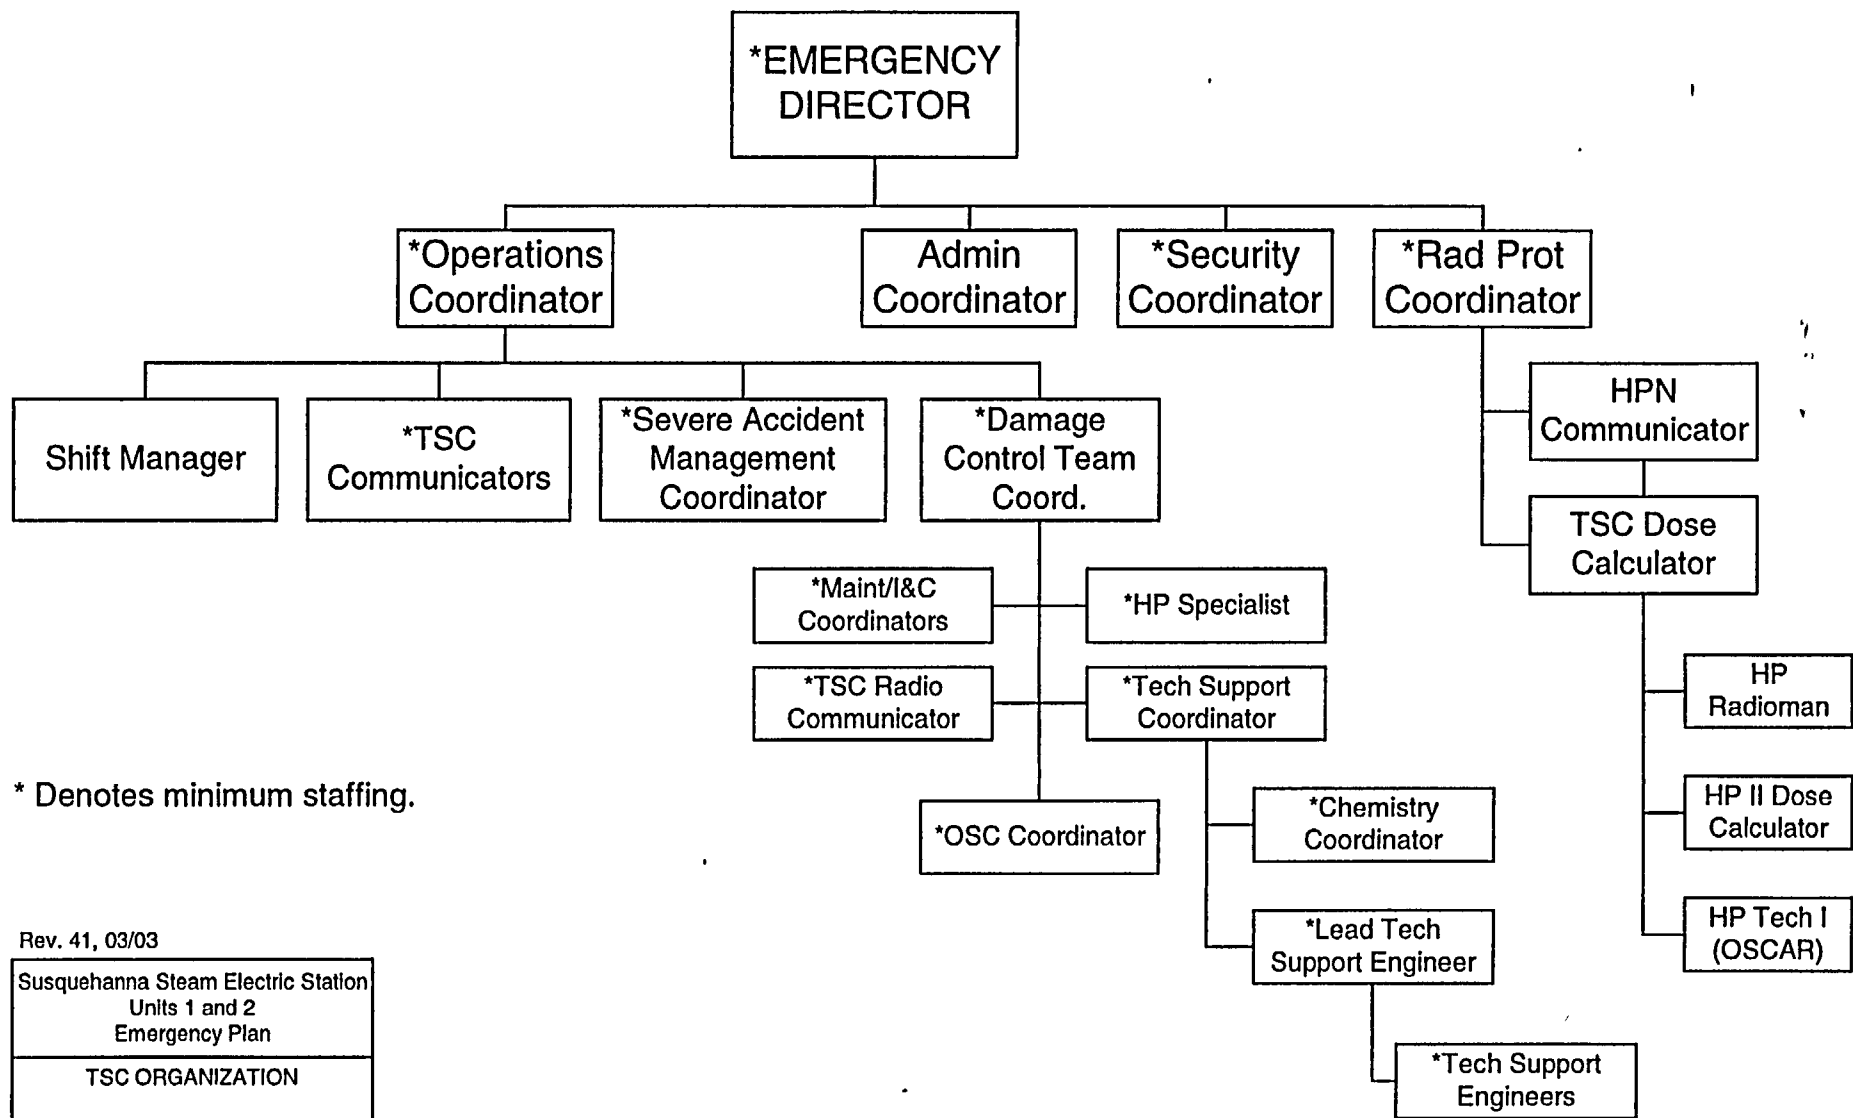 *EMERGENCY
DIRECTOR
*Operations
Coordinator
Admin
Coordinator
*Security
Coordinator
*Rad Prot
Coordinator
Shift Manager
*TSC
Communicators
*Severe Accident
Management
Coordinator
*Damage
Control Team
Coord.
HPN
Communicator
TSC Dose
Calculator
*Maint/I&C
Coordinators
*HP Specialist
*TSC Radio
Communicator
*Tech Support
Coordinator
HP
Radioman
* Denotes minimum staffing.
*OSC Coordinator
*Chemistry
Coordinator
HP II Dose
Calculator
*Lead Tech
Support Engineer
HP Tech I
(OSCAR)
*Tech Support
Engineers
Rev. 41, 03/03
Susquehanna Steam Electric Station
Units 1 and 2
Emergency Plan
TSC ORGANIZATION